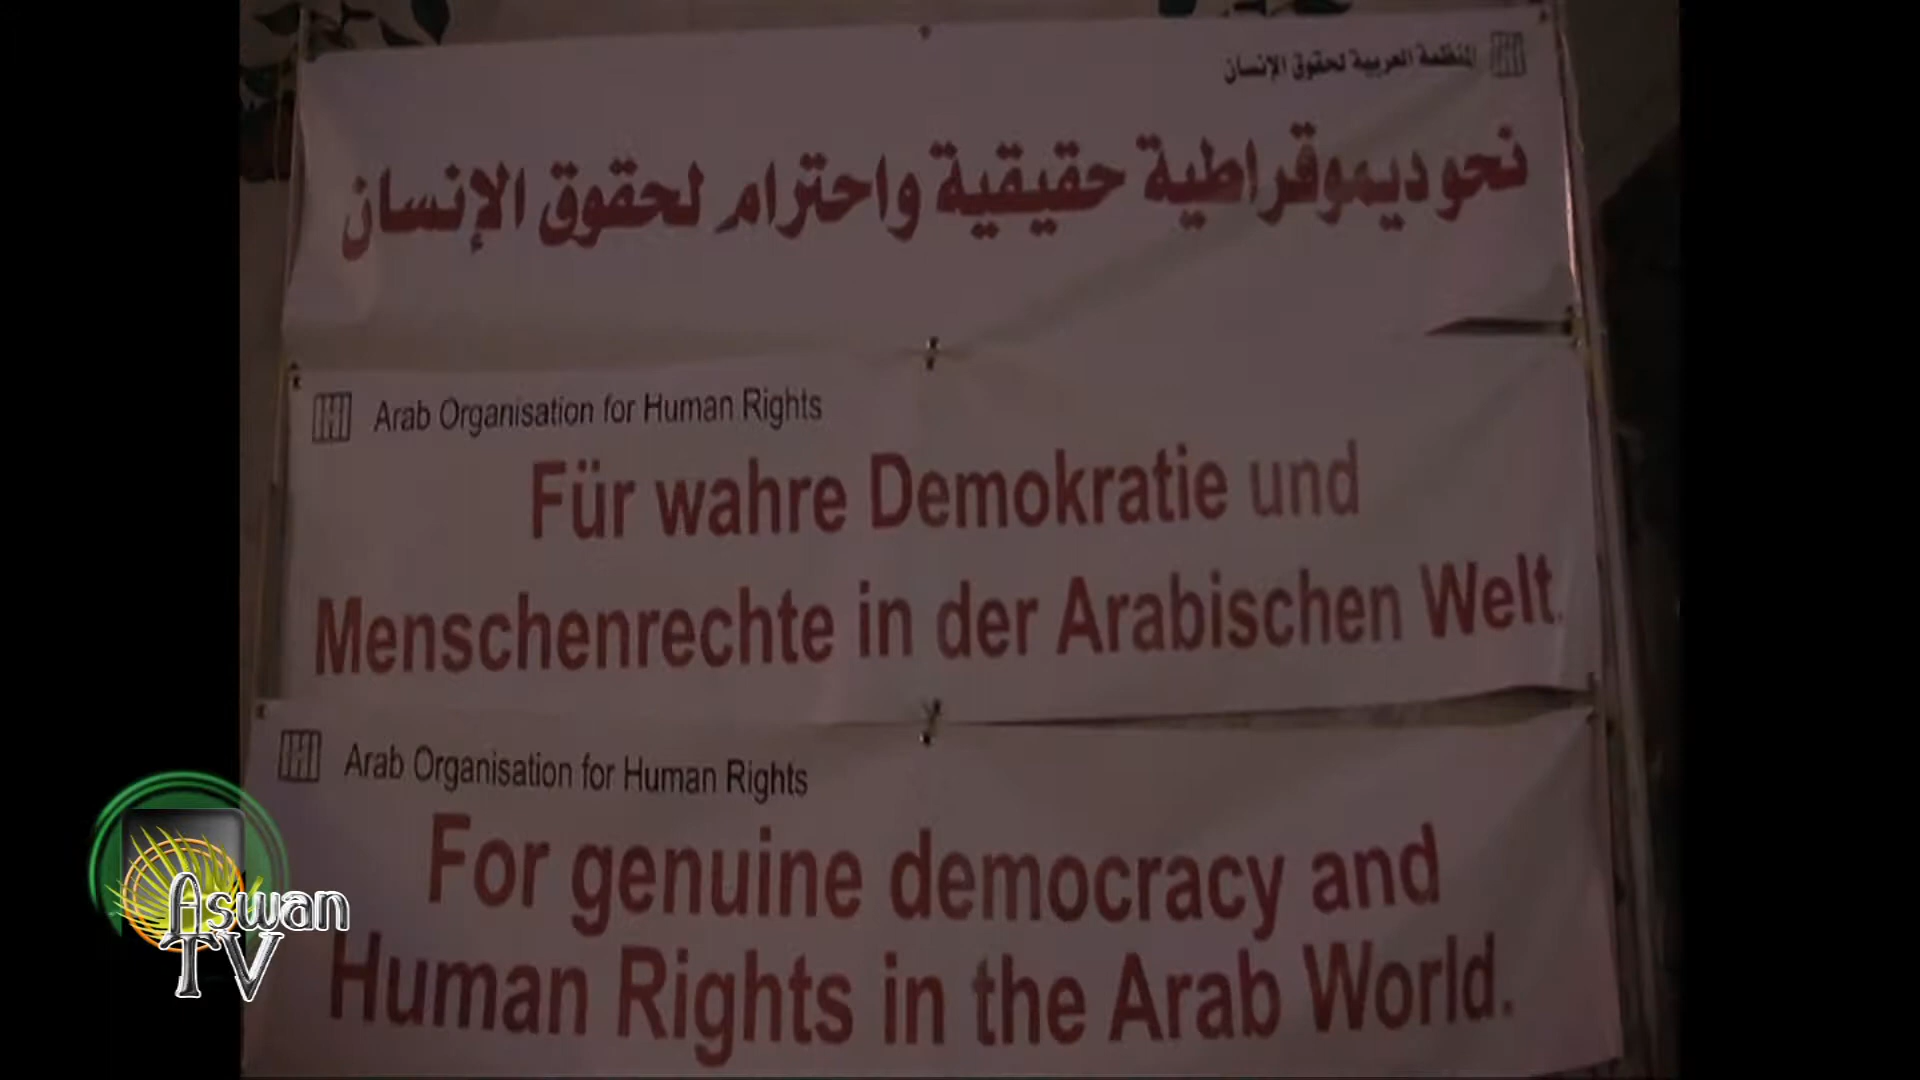 المنظمة العربية لحقوق الإنسان
نحو ديموقراطية حقيقية واحترام لحقوق الإنسان
Arab Organisation for Human Rights
Für wahre Demokratie und
Menschenrechte in der Arabischen Welt.
Arab Organisation for Human Rights
For genuine democracy and
Human Rights in the Arab World.
Aswan
TV